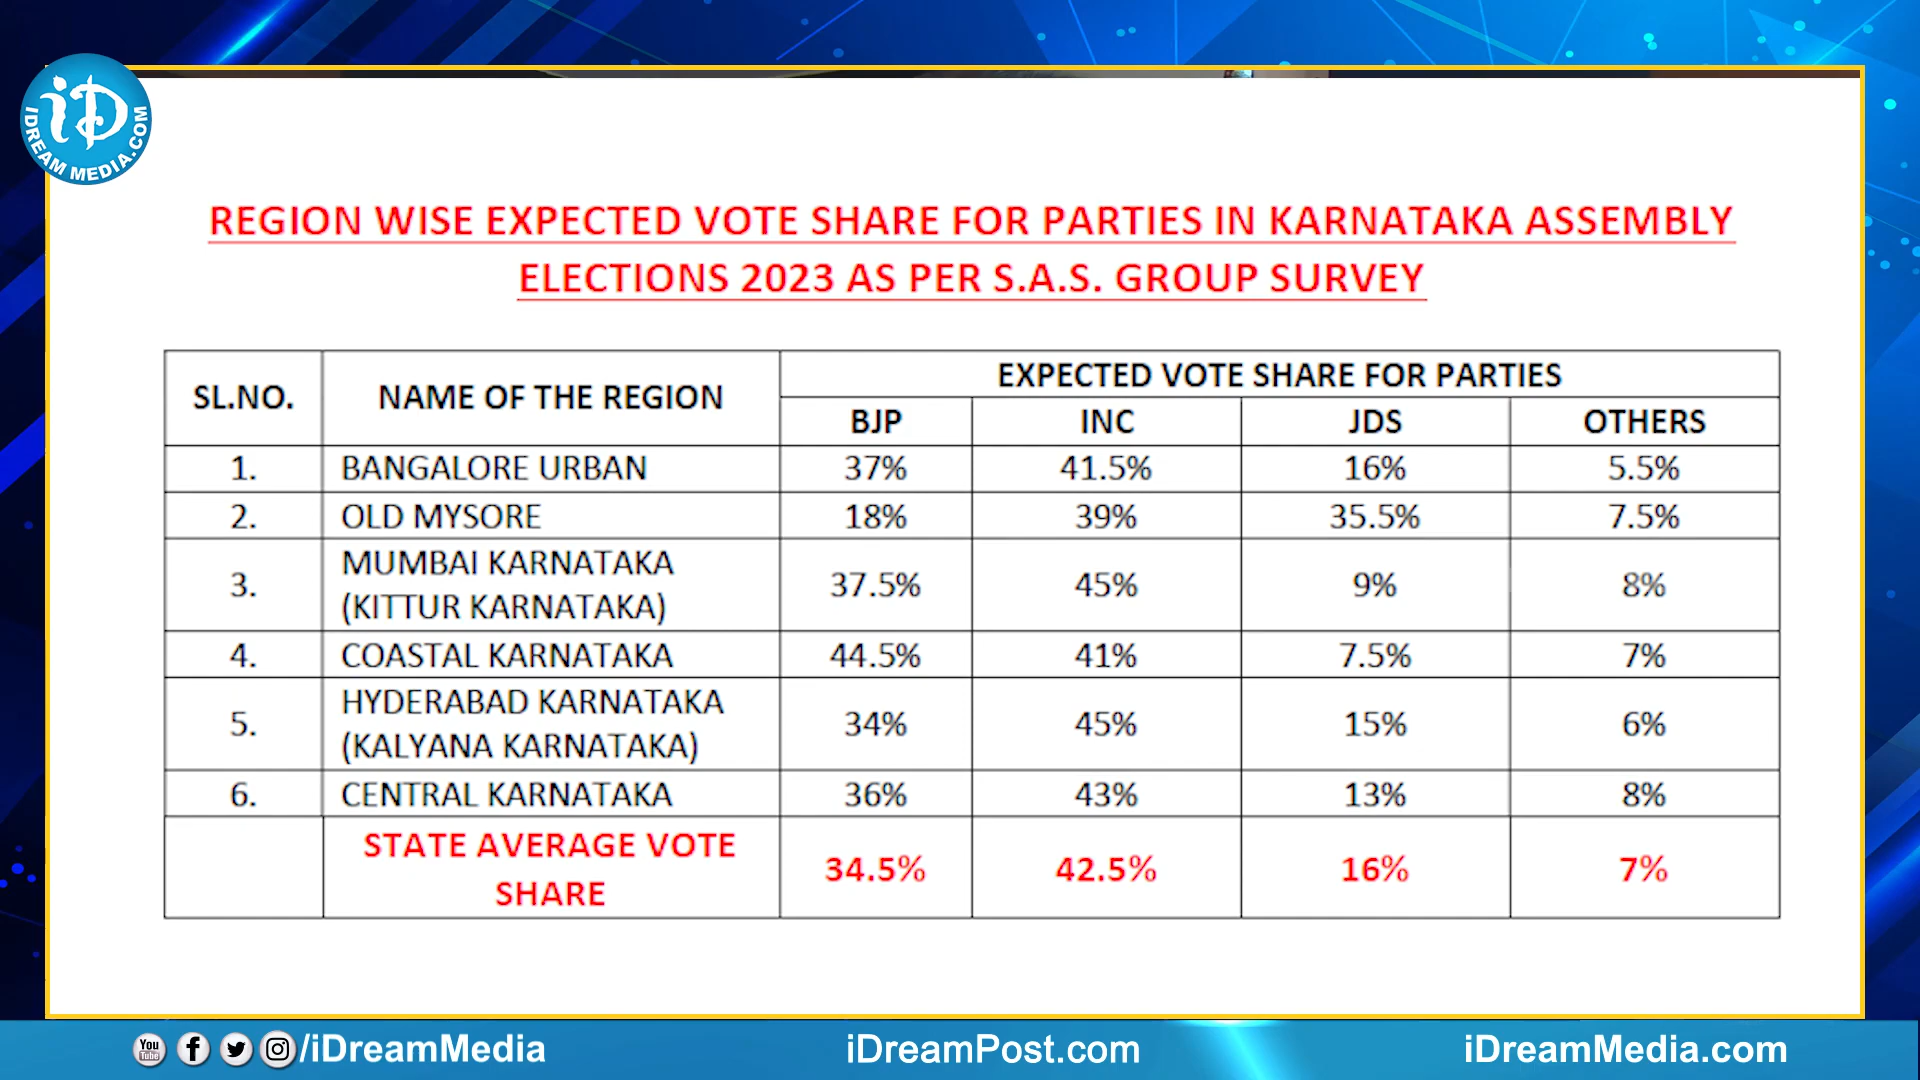 iD
IDREAM MEDIA.COM
REGION WISE EXPECTED VOTE SHARE FOR PARTIES IN KARNATAKA ASSEMBLY
ELECTIONS 2023 AS PER S.A.S. GROUP SURVEY
SL.NO. NAME OF THE REGION EXPECTED VOTE SHARE FOR PARTIES
BJP INC JDS OTHERS
1. BANGALORE URBAN 37% 41.5% 16% 5.5%
2. OLD MYSORE 18% 39% 35.5% 7.5%
3. MUMBAI KARNATAKA
(KITTUR KARNATAKA) 37.5% 45% 9% 8%
4. COASTAL KARNATAKA 44.5% 41% 7.5% 7%
5. HYDERABAD KARNATAKA
(KALYANA KARNATAKA) 34% 45% 15% 6%
6. CENTRAL KARNATAKA 36% 43% 13% 8%
STATE AVERAGE VOTE
SHARE 34.5% 42.5% 16% 7%
You Tube f /iDreamMedia iDreamPost.com iDreamMedia.com